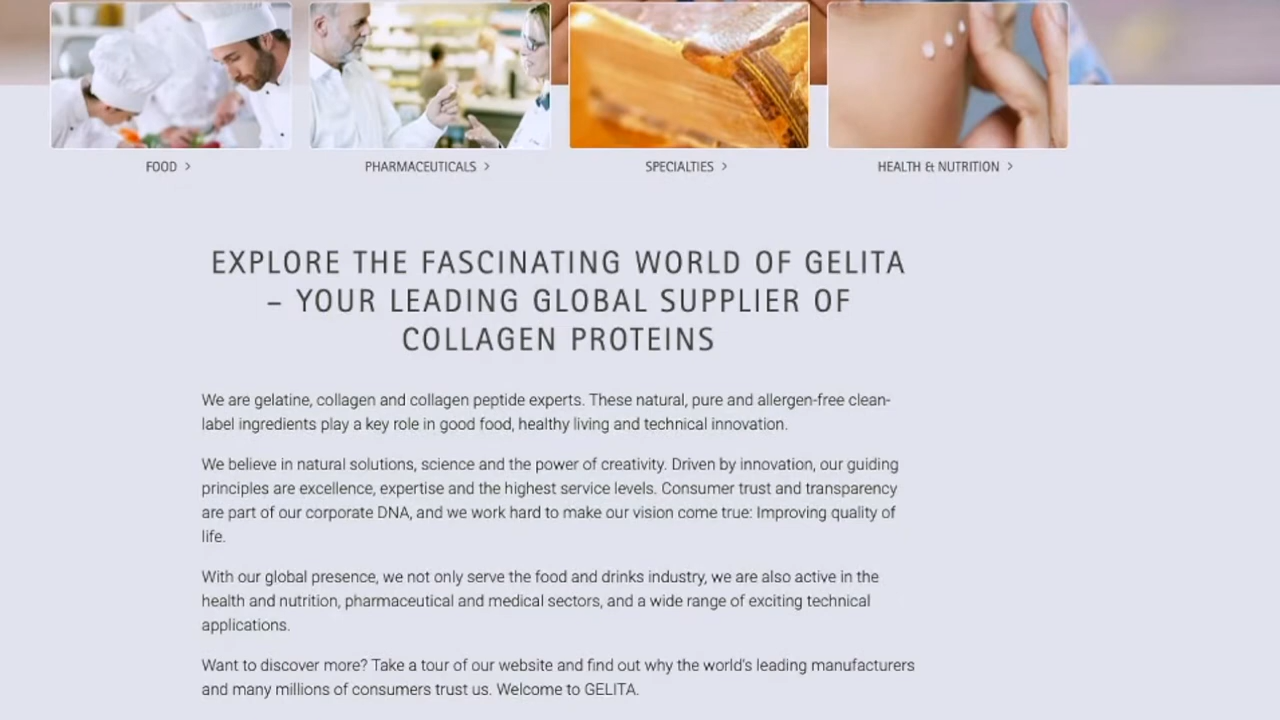 FOOD >
PHARMACEUTICALS >
SPECIALTIES >
HEALTH & NUTRITION >
EXPLORE THE FASCINATING WORLD OF GELITA
– YOUR LEADING GLOBAL SUPPLIER OF
COLLAGEN PROTEINS
We are gelatine, collagen and collagen peptide experts. These natural, pure and allergen-free clean-
label ingredients play a key role in good food, healthy living and technical innovation.
We believe in natural solutions, science and the power of creativity. Driven by innovation, our guiding
principles are excellence, expertise and the highest service levels. Consumer trust and transparency
are part of our corporate DNA, and we work hard to make our vision come true: Improving quality of
life.
With our global presence, we not only serve the food and drinks industry, we are also active in the
health and nutrition, pharmaceutical and medical sectors, and a wide range of exciting technical
applications.
Want to discover more? Take a tour of our website and find out why the world's leading manufacturers
and many millions of consumers trust us. Welcome to GELITA.